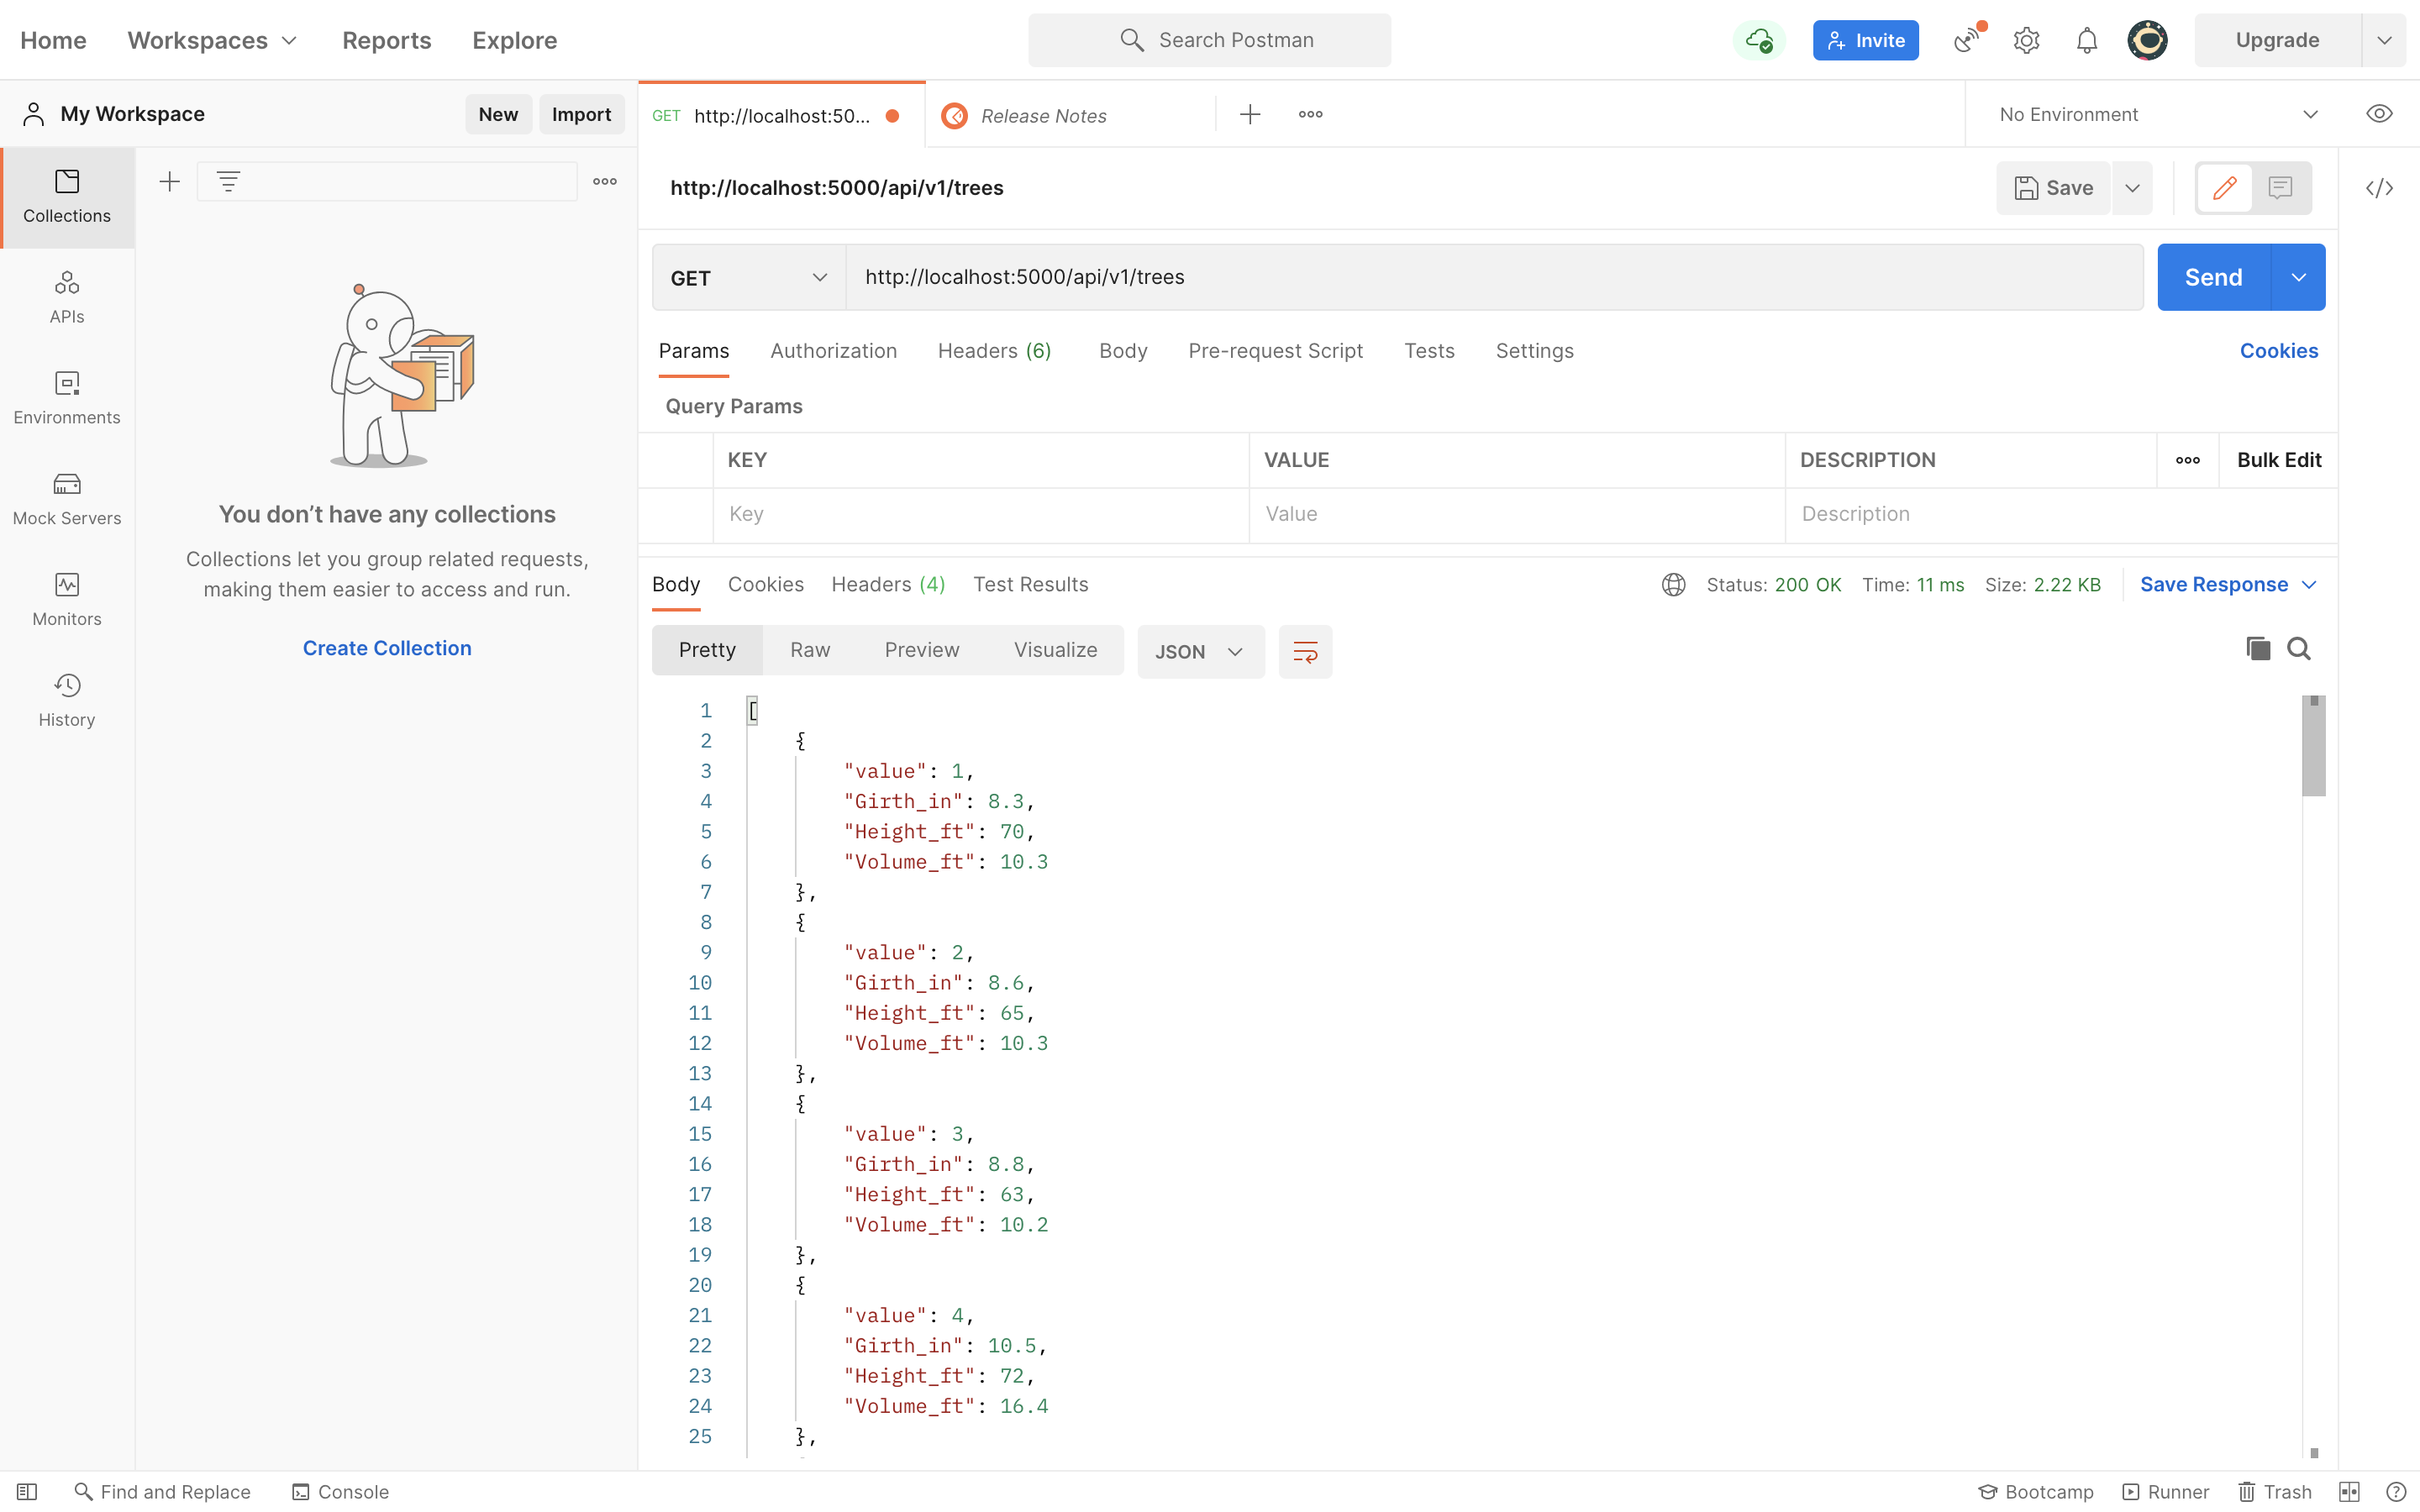 Home Workspaces Reports Explore Search Postman Invite Upgrade
My Workspace New Import GET http://localhost:50... Release Notes No Environment
Collections
http://localhost:5000/api/v1/trees Save
GET http://localhost:5000/api/v1/trees Send
APIs
Environments
Mock Servers
Monitors
History
You don’t have any collections
Collections let you group related requests,
making them easier to access and run.
Create Collection
Params Authorization Headers (6) Body Pre-request Script Tests Settings Cookies
Query Params
KEY VALUE DESCRIPTION Bulk Edit
Key Value Description
Body Cookies Headers (4) Test Results Status: 200 OK Time: 11 ms Size: 2.22 KB Save Response
Pretty Raw Preview Visualize JSON
1 [
2 {
3 "value": 1,
4 "Girth_in": 8.3,
5 "Height_ft": 70,
6 "Volume_ft": 10.3
7 },
8 {
9 "value": 2,
10 "Girth_in": 8.6,
11 "Height_ft": 65,
12 "Volume_ft": 10.3
13 },
14 {
15 "value": 3,
16 "Girth_in": 8.8,
17 "Height_ft": 63,
18 "Volume_ft": 10.2
19 },
20 {
21 "value": 4,
22 "Girth_in": 10.5,
23 "Height_ft": 72,
24 "Volume_ft": 16.4
25 },
Find and Replace Console Bootcamp Runner Trash